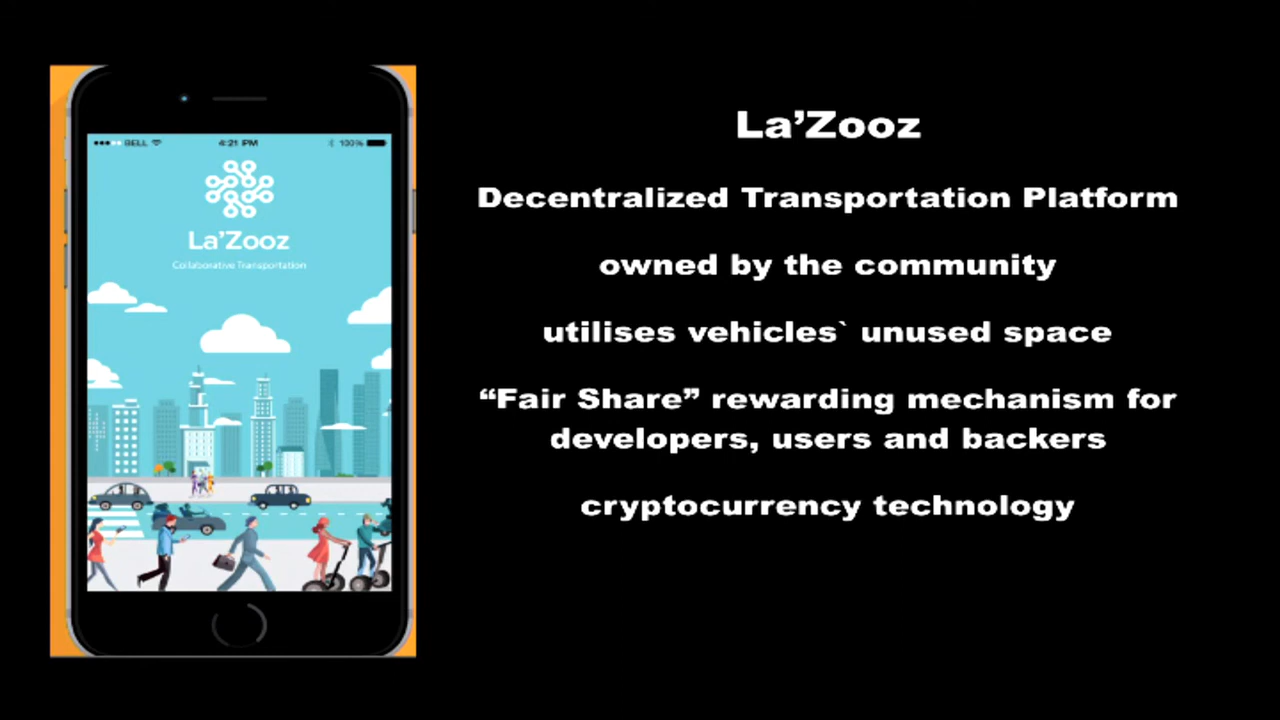 BELL 4:21 PM 100%
La’Zooz
Collaborative Transportation
La’Zooz
Decentralized Transportation Platform
owned by the community
utilises vehicles` unused space
“Fair Share” rewarding mechanism for
developers, users and backers
cryptocurrency technology